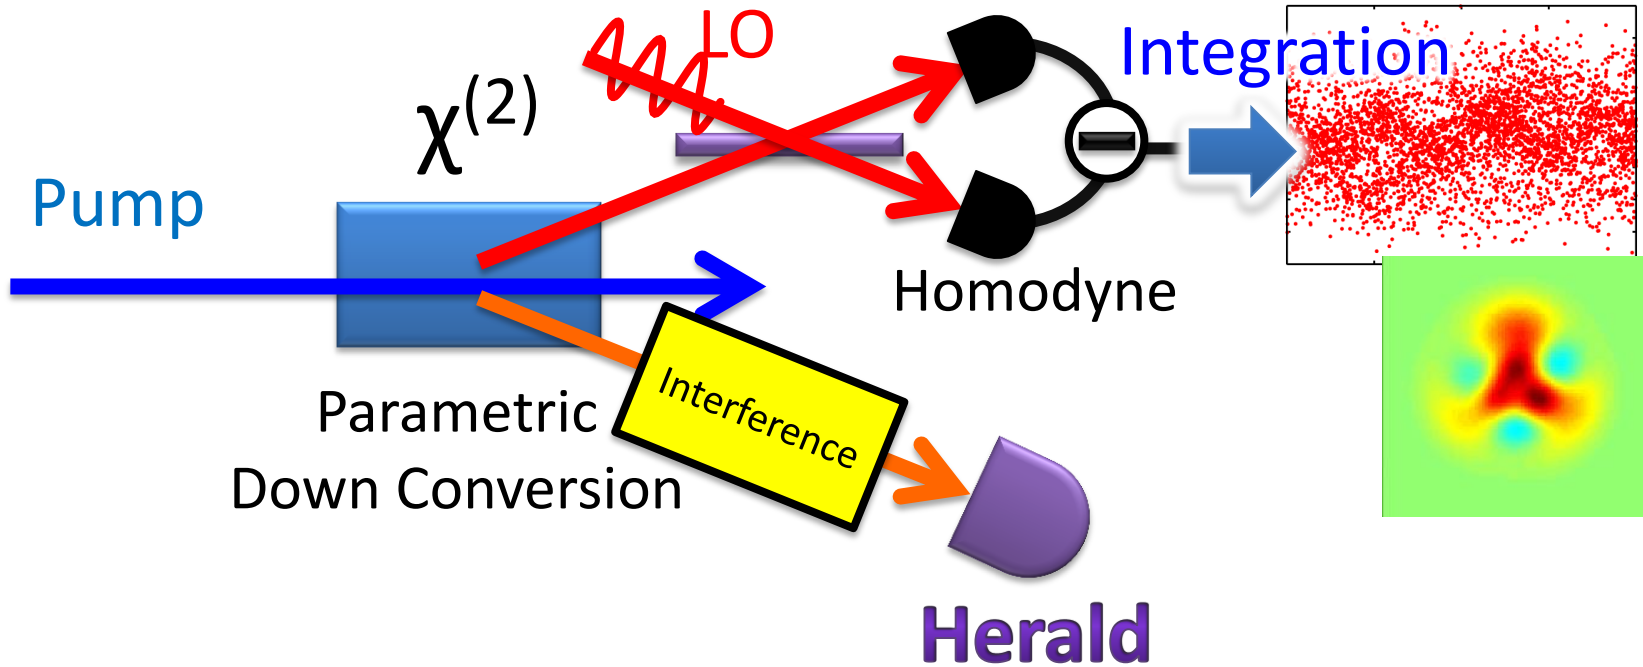 LO
Integration
χ(2)
Pump
Homodyne
Interference
Parametric
Down Conversion
Herald